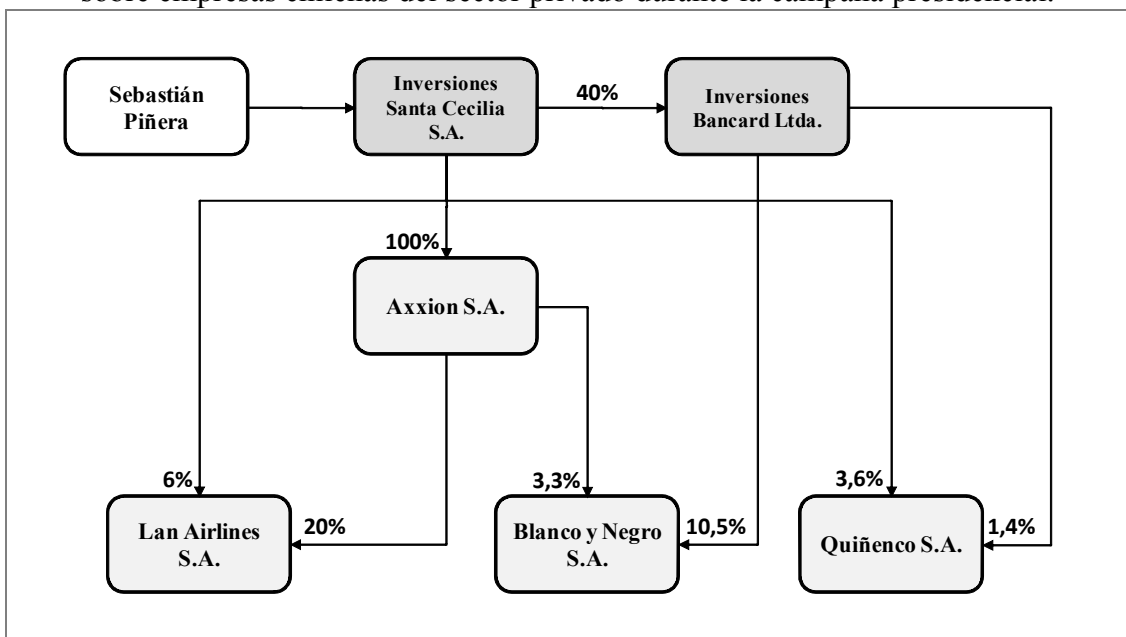 sobre empresas chilenas del sector privado durante la campaña presidencial.
Sebastián
Piñera
Inversiones
Santa Cecilia
S.A.
40%
Inversiones
Bancard Ltda.
100%
Axxion S.A.
6%
Lan Airlines
S.A.
20%
3,3%
Blanco y Negro
S.A.
10,5%
3,6%
Quiñenco S.A.
1,4%